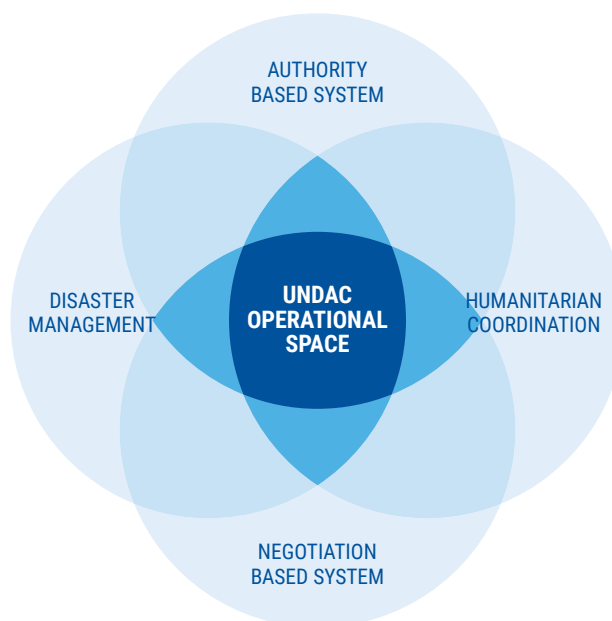 AUTHORITY
BASED SYSTEM
DISASTER
MANAGEMENT
UNDAC
OPERATIONAL
SPACE
HUMANITARIAN
COORDINATION
NEGOTIATION
BASED SYSTEM